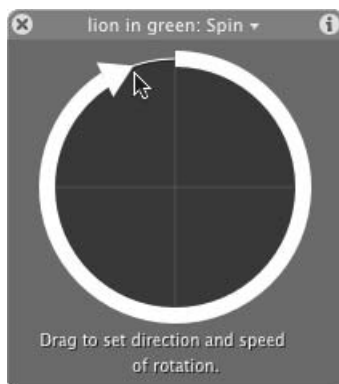 lion in green: Spin
Drag to set direction and speed
of rotation.